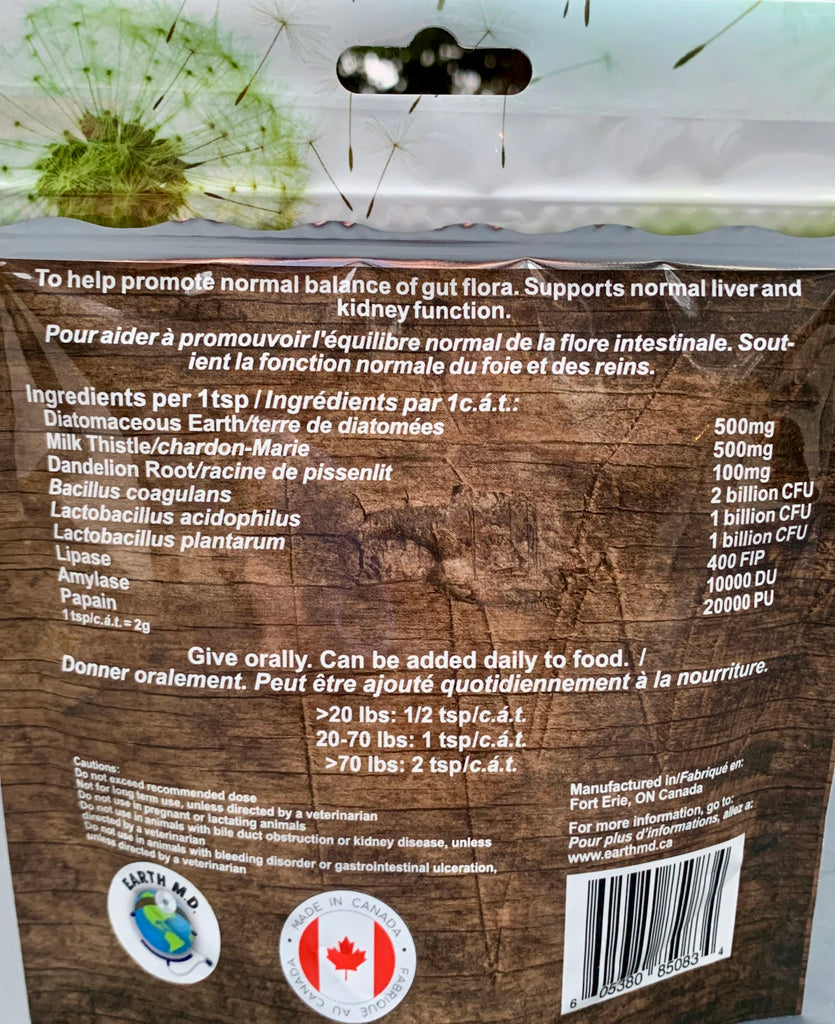 To help promote normal balance of gut flora. Supports normal liver and
kidney function.
Pour aider à promouvoir l'équilibre normal de la flore intestinale. Sout-
ient la fonction normale du foie et des reins.
Ingredients per 1tsp / Ingrédients par 1c.á.t.:
Diatomaceous Earth/terre de diatomées 500mg
Milk Thistle/chardon-Marie 500mg
Dandelion Root/racine de pissenlit 100mg
Bacillus coagulans 2 billion CFU
Lactobacillus acidophilus 1 billion CFU
Lactobacillus plantarum 1 billion CFU
Lipase 400 FIP
Amylase 10000 DU
Papain 20000 PU
1 tsp/c.á.t. = 2g
Give orally. Can be added daily to food. /
Donner oralement. Peut être ajouté quotidiennement à la nourriture.
>20 lbs: 1/2 tsp/c.á.t.
20-70 lbs: 1 tsp/c.á.t.
>70 lbs: 2 tsp/c.á.t.
Cautions:
Do not exceed recommended dose
Not for long term use, unless directed by a veterinarian
Do not use in pregnant or lactating animals
Do not use in animals with bile duct obstruction or kidney disease, unless
directed by a veterinarian
Do not use in animals with bleeding disorder or gastrointestinal ulceration,
unless directed by a veterinarian
Manufactured in/Fabriqué en:
Fort Erie, ON Canada
For more information, go to:
Pour plus d'informations, allez a:
www.earthmd.ca
EARTH M.D.
MADE IN CANADA
FABRIQUÉ AU CANADA
6 05380 85083 4